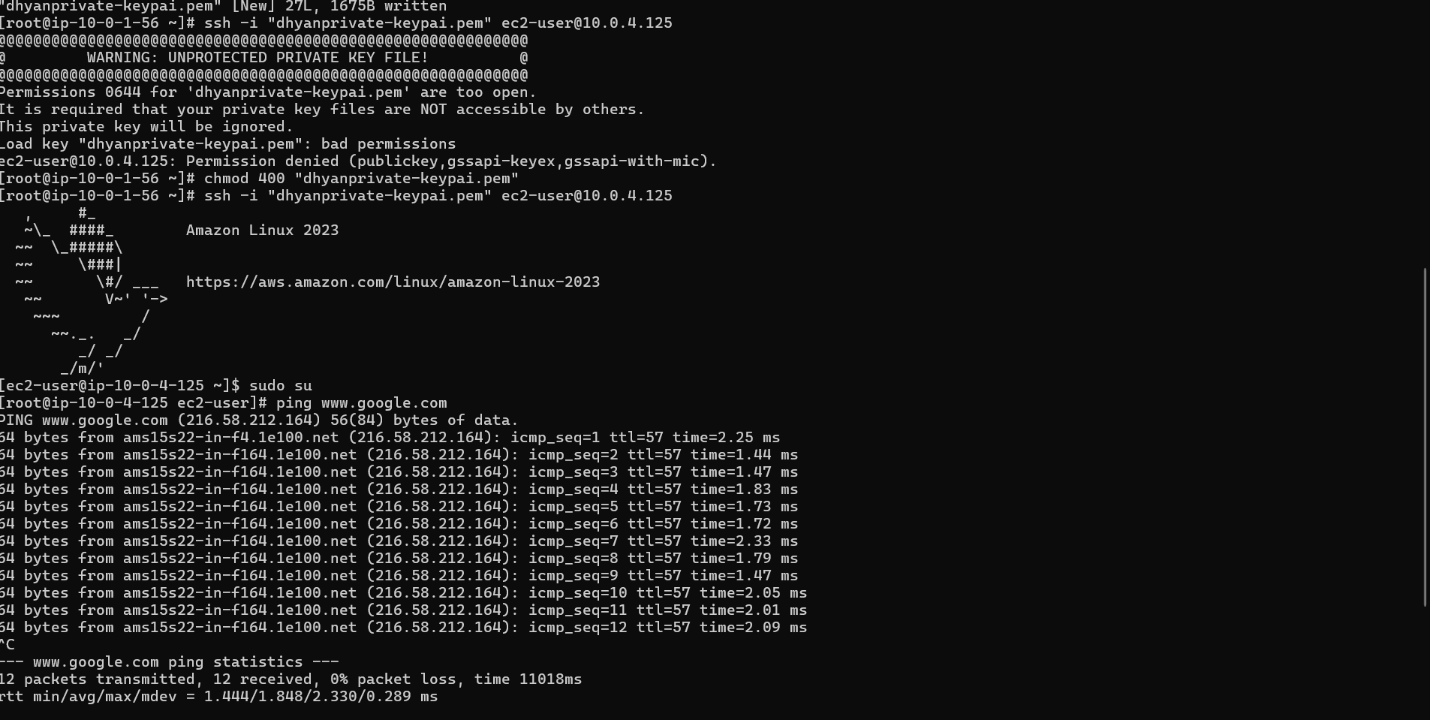 "dhyanprivate-keypai.pem" [New] 27L, 1675B written
[root@ip-10-0-1-56 ~]# ssh -i "dhyanprivate-keypai.pem" ec2-user@10.0.4.125
@@@@@@@@@@@@@@@@@@@@@@@@@@@@@@@@@@@@@@@@@@@@@@@@@@@@@@@@@@@
@         WARNING: UNPROTECTED PRIVATE KEY FILE!          @
@@@@@@@@@@@@@@@@@@@@@@@@@@@@@@@@@@@@@@@@@@@@@@@@@@@@@@@@@@@
Permissions 0644 for 'dhyanprivate-keypai.pem' are too open.
It is required that your private key files are NOT accessible by others.
This private key will be ignored.
Load key "dhyanprivate-keypai.pem": bad permissions
ec2-user@10.0.4.125: Permission denied (publickey,gssapi-keyex,gssapi-with-mic).
[root@ip-10-0-1-56 ~]# chmod 400 "dhyanprivate-keypai.pem"
[root@ip-10-0-1-56 ~]# ssh -i "dhyanprivate-keypai.pem" ec2-user@10.0.4.125
   ,     #_
   ~\_  ####_        Amazon Linux 2023
  ~~  \_#####\
  ~~     \###|
  ~~       \#/ ___   https://aws.amazon.com/linux/amazon-linux-2023
   ~~       V~' '->
    ~~~         /
      ~~._.   _/
         _/ _/
       _/m/'
[ec2-user@ip-10-0-4-125 ~]$ sudo su
[root@ip-10-0-4-125 ec2-user]# ping www.google.com
PING www.google.com (216.58.212.164) 56(84) bytes of data.
64 bytes from ams15s22-in-f4.1e100.net (216.58.212.164): icmp_seq=1 ttl=57 time=2.25 ms
64 bytes from ams15s22-in-f164.1e100.net (216.58.212.164): icmp_seq=2 ttl=57 time=1.44 ms
64 bytes from ams15s22-in-f164.1e100.net (216.58.212.164): icmp_seq=3 ttl=57 time=1.47 ms
64 bytes from ams15s22-in-f164.1e100.net (216.58.212.164): icmp_seq=4 ttl=57 time=1.83 ms
64 bytes from ams15s22-in-f164.1e100.net (216.58.212.164): icmp_seq=5 ttl=57 time=1.73 ms
64 bytes from ams15s22-in-f164.1e100.net (216.58.212.164): icmp_seq=6 ttl=57 time=1.72 ms
64 bytes from ams15s22-in-f164.1e100.net (216.58.212.164): icmp_seq=7 ttl=57 time=2.33 ms
64 bytes from ams15s22-in-f164.1e100.net (216.58.212.164): icmp_seq=8 ttl=57 time=1.79 ms
64 bytes from ams15s22-in-f164.1e100.net (216.58.212.164): icmp_seq=9 ttl=57 time=1.47 ms
64 bytes from ams15s22-in-f164.1e100.net (216.58.212.164): icmp_seq=10 ttl=57 time=2.05 ms
64 bytes from ams15s22-in-f164.1e100.net (216.58.212.164): icmp_seq=11 ttl=57 time=2.01 ms
64 bytes from ams15s22-in-f164.1e100.net (216.58.212.164): icmp_seq=12 ttl=57 time=2.09 ms
^C
--- www.google.com ping statistics ---
12 packets transmitted, 12 received, 0% packet loss, time 11018ms
rtt min/avg/max/mdev = 1.444/1.848/2.330/0.289 ms